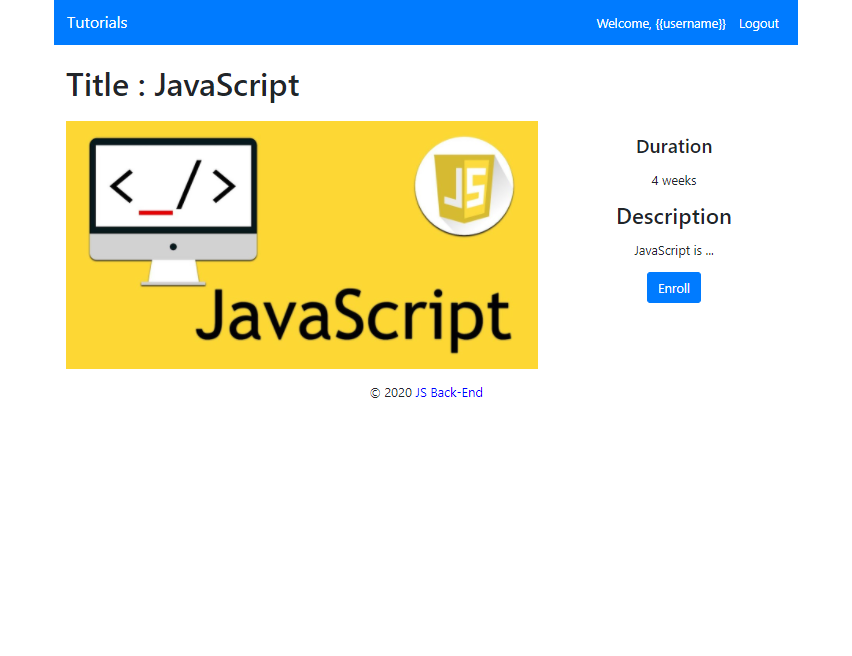 Tutorials
Welcome, {{username}} Logout
Title : JavaScript
<_/>
JS
JavaScript
Duration
4 weeks
Description
JavaScript is ...
Enroll
© 2020 JS Back-End